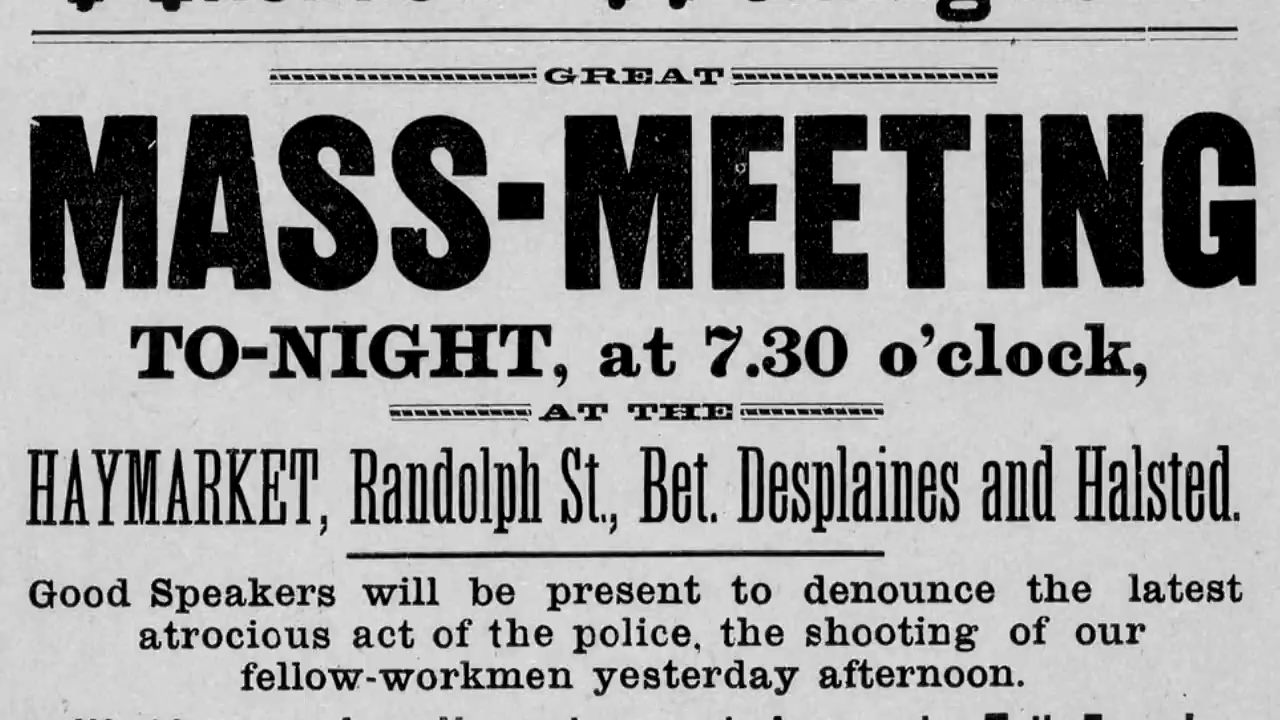 GREAT
MASS-MEETING
TO-NIGHT, at 7.30 o'clock,
AT THE
HAYMARKET, Randolph St., Bet. Desplaines and Halsted.
Good Speakers will be present to denounce the latest
atrocious act of the police, the shooting of our
fellow-workmen yesterday afternoon.